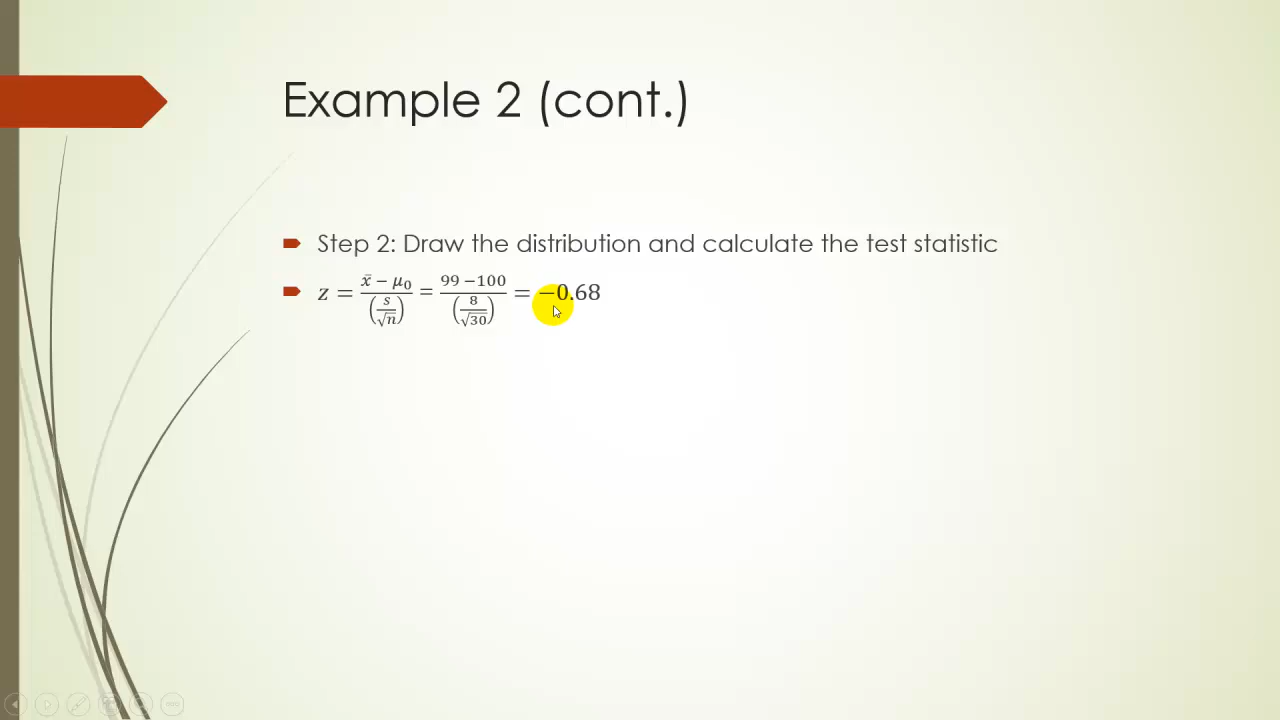 Example 2 (cont.)
Step 2: Draw the distribution and calculate the test statistic
z = (x̄ − μ₀)/(s/√n) = (99 −100)/(8/√30) = −0.68